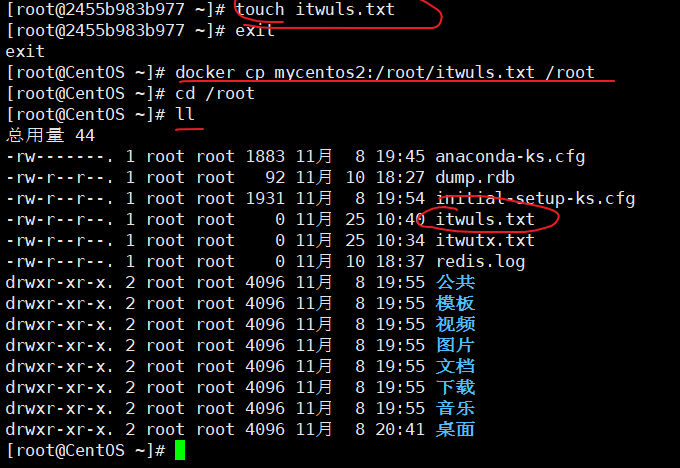 [root@2455b983b977 ~]# touch itwuls.txt
[root@2455b983b977 ~]# exit
exit
[root@CentOS ~]# docker cp mycentos2:/root/itwuls.txt /root
[root@CentOS ~]# cd /root
[root@CentOS ~]# ll
总用量 44
-rw-------. 1 root root 1883 11月  8 19:45 anaconda-ks.cfg
-rw-r--r--. 1 root root   92 11月 10 18:27 dump.rdb
-rw-r--r--. 1 root root 1931 11月  8 19:54 initial-setup-ks.cfg
-rw-r--r--. 1 root root    0 11月 25 10:40 itwuls.txt
-rw-r--r--. 1 root root    0 11月 25 10:34 itwutx.txt
-rw-r--r--. 1 root root    0 11月 10 18:37 redis.log
drwxr-xr-x. 2 root root 4096 11月  8 19:55 公共
drwxr-xr-x. 2 root root 4096 11月  8 19:55 模板
drwxr-xr-x. 2 root root 4096 11月  8 19:55 视频
drwxr-xr-x. 2 root root 4096 11月  8 19:55 图片
drwxr-xr-x. 2 root root 4096 11月  8 19:55 文档
drwxr-xr-x. 2 root root 4096 11月  8 19:55 下载
drwxr-xr-x. 2 root root 4096 11月  8 19:55 音乐
drwxr-xr-x. 2 root root 4096 11月  8 20:41 桌面
[root@CentOS ~]#